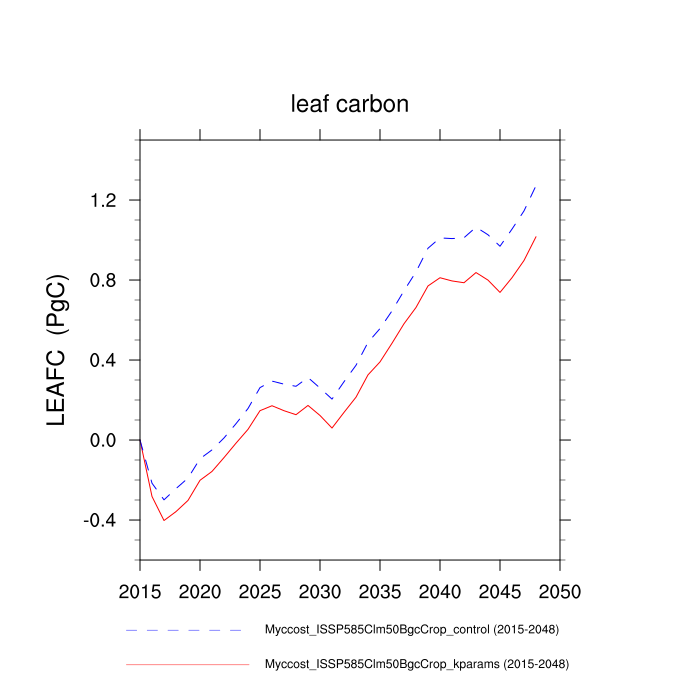 leaf carbon
LEAFC (PgC)
1.2
0.8
0.4
0.0
-0.4
2015 2020 2025 2030 2035 2040 2045 2050
Myccost_ISSP585Clm50BgcCrop_control (2015-2048)
Myccost_ISSP585Clm50BgcCrop_kparams (2015-2048)